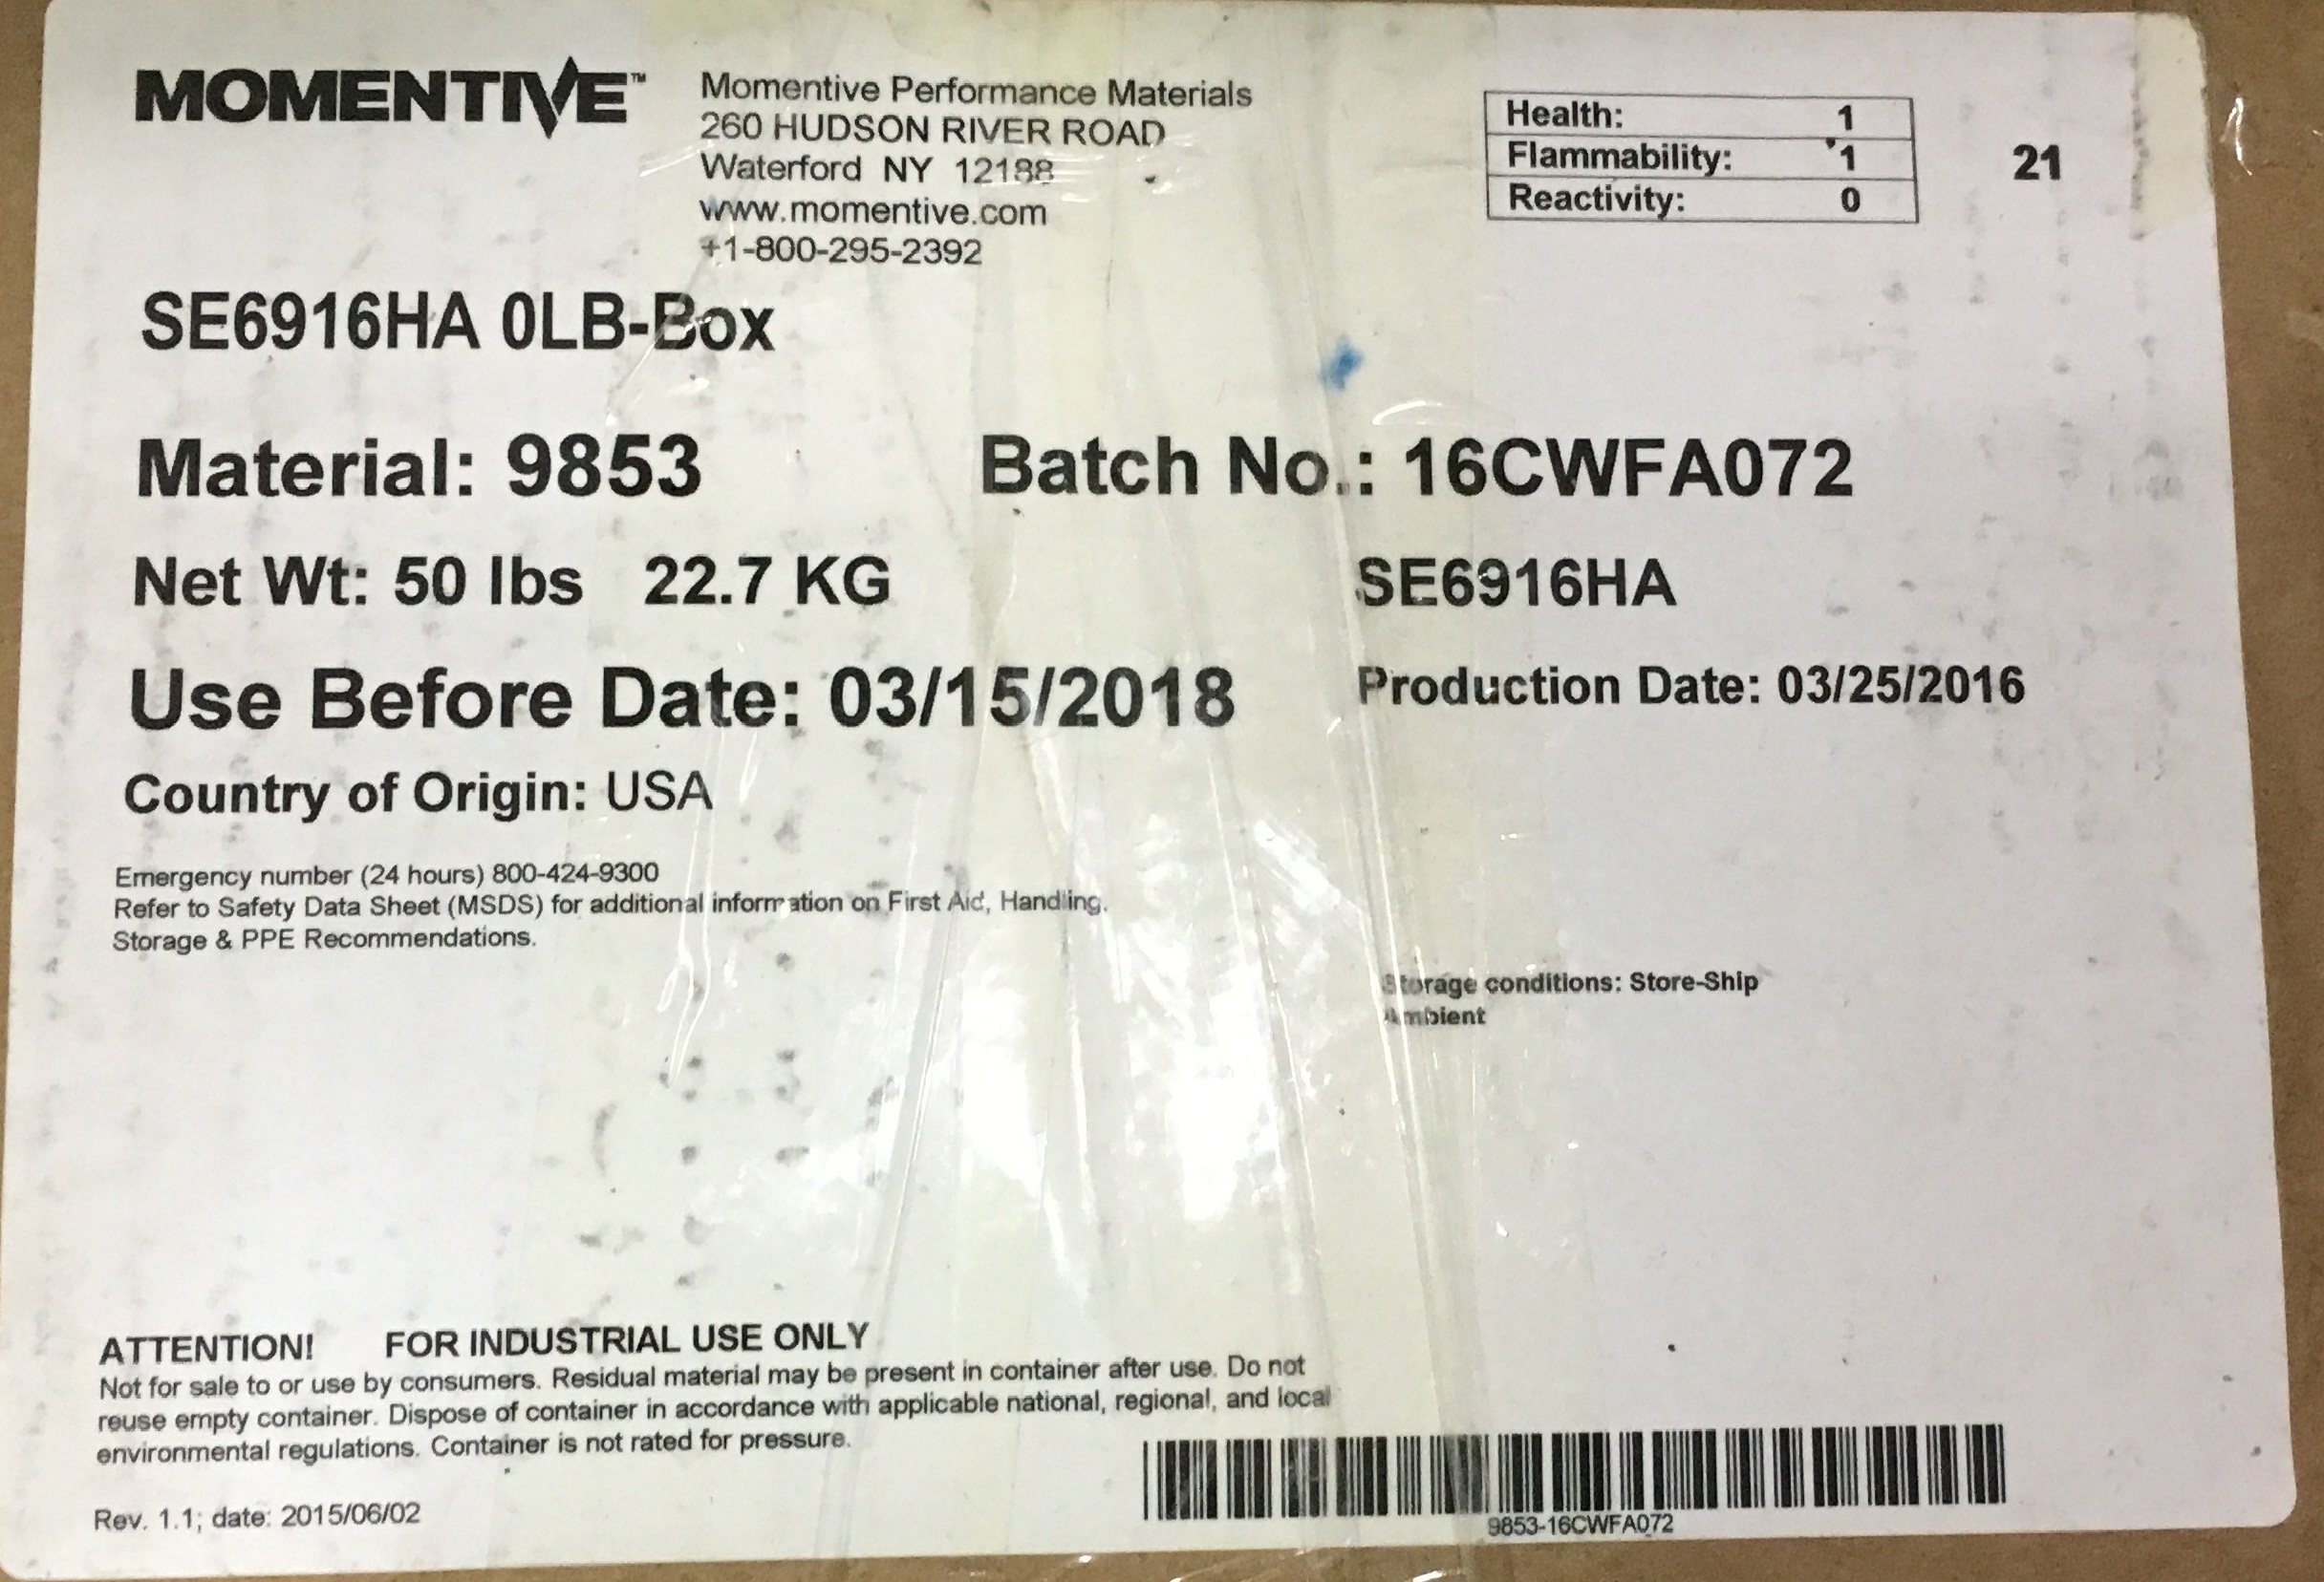 MOMENTIVE™
Momentive Performance Materials
260 HUDSON RIVER ROAD
Waterford NY 12188
www.momentive.com
+1-800-295-2392
Health: 1
Flammability: 1
Reactivity: 0
21
SE6916HA 0LB-Box
Material: 9853
Batch No.: 16CWFA072
Net Wt: 50 lbs 22.7 KG
SE6916HA
Use Before Date: 03/15/2018
Production Date: 03/25/2016
Country of Origin: USA
Emergency number (24 hours) 800-424-9300
Refer to Safety Data Sheet (MSDS) for additional information on First Aid, Handling,
Storage & PPE Recommendations.
Storage conditions: Store-Ship
Ambient
ATTENTION! FOR INDUSTRIAL USE ONLY
Not for sale to or use by consumers. Residual material may be present in container after use. Do not
reuse empty container. Dispose of container in accordance with applicable national, regional, and local
environmental regulations. Container is not rated for pressure.
Rev. 1.1; date: 2015/06/02
9853-16CWFA072